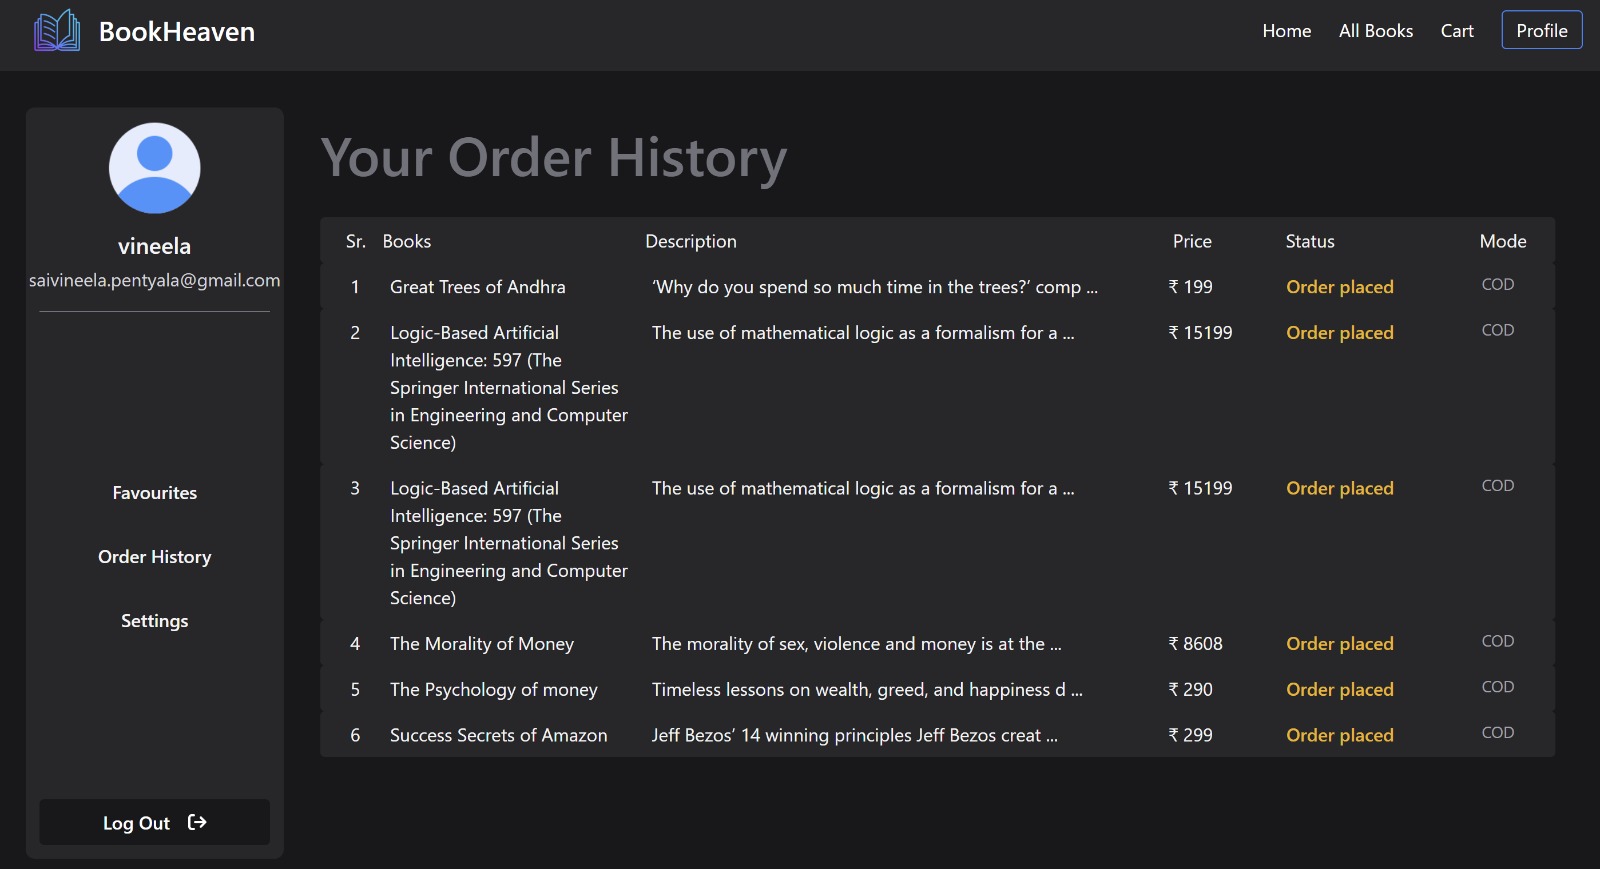 BookHeaven
Home All Books Cart Profile
vineela
saivineela.pentyala@gmail.com
Favourites
Order History
Settings
Log Out
Your Order History
Sr. Books Description Price Status Mode
1 Great Trees of Andhra ‘Why do you spend so much time in the trees?’ comp ... ₹ 199 Order placed COD
2 Logic-Based Artificial The use of mathematical logic as a formalism for a ... ₹ 15199 Order placed COD
Intelligence: 597 (The
Springer International Series
in Engineering and Computer
Science)
3 Logic-Based Artificial The use of mathematical logic as a formalism for a ... ₹ 15199 Order placed COD
Intelligence: 597 (The
Springer International Series
in Engineering and Computer
Science)
4 The Morality of Money The morality of sex, violence and money is at the ... ₹ 8608 Order placed COD
5 The Psychology of money Timeless lessons on wealth, greed, and happiness d ... ₹ 290 Order placed COD
6 Success Secrets of Amazon Jeff Bezos’ 14 winning principles Jeff Bezos creat ... ₹ 299 Order placed COD